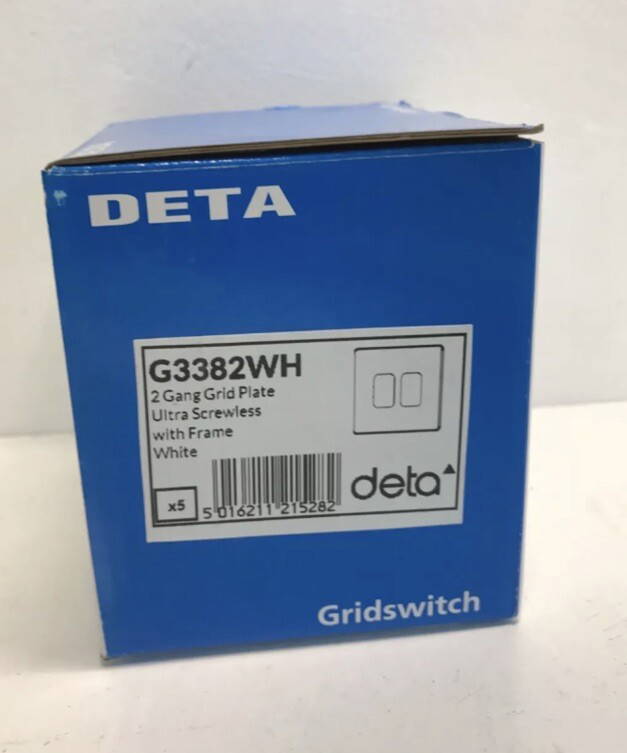 DETA
G3382WH
2 Gang Grid Plate
Ultra Screwless
with Frame
White
x5
5 016211 215282
deta
Gridswitch